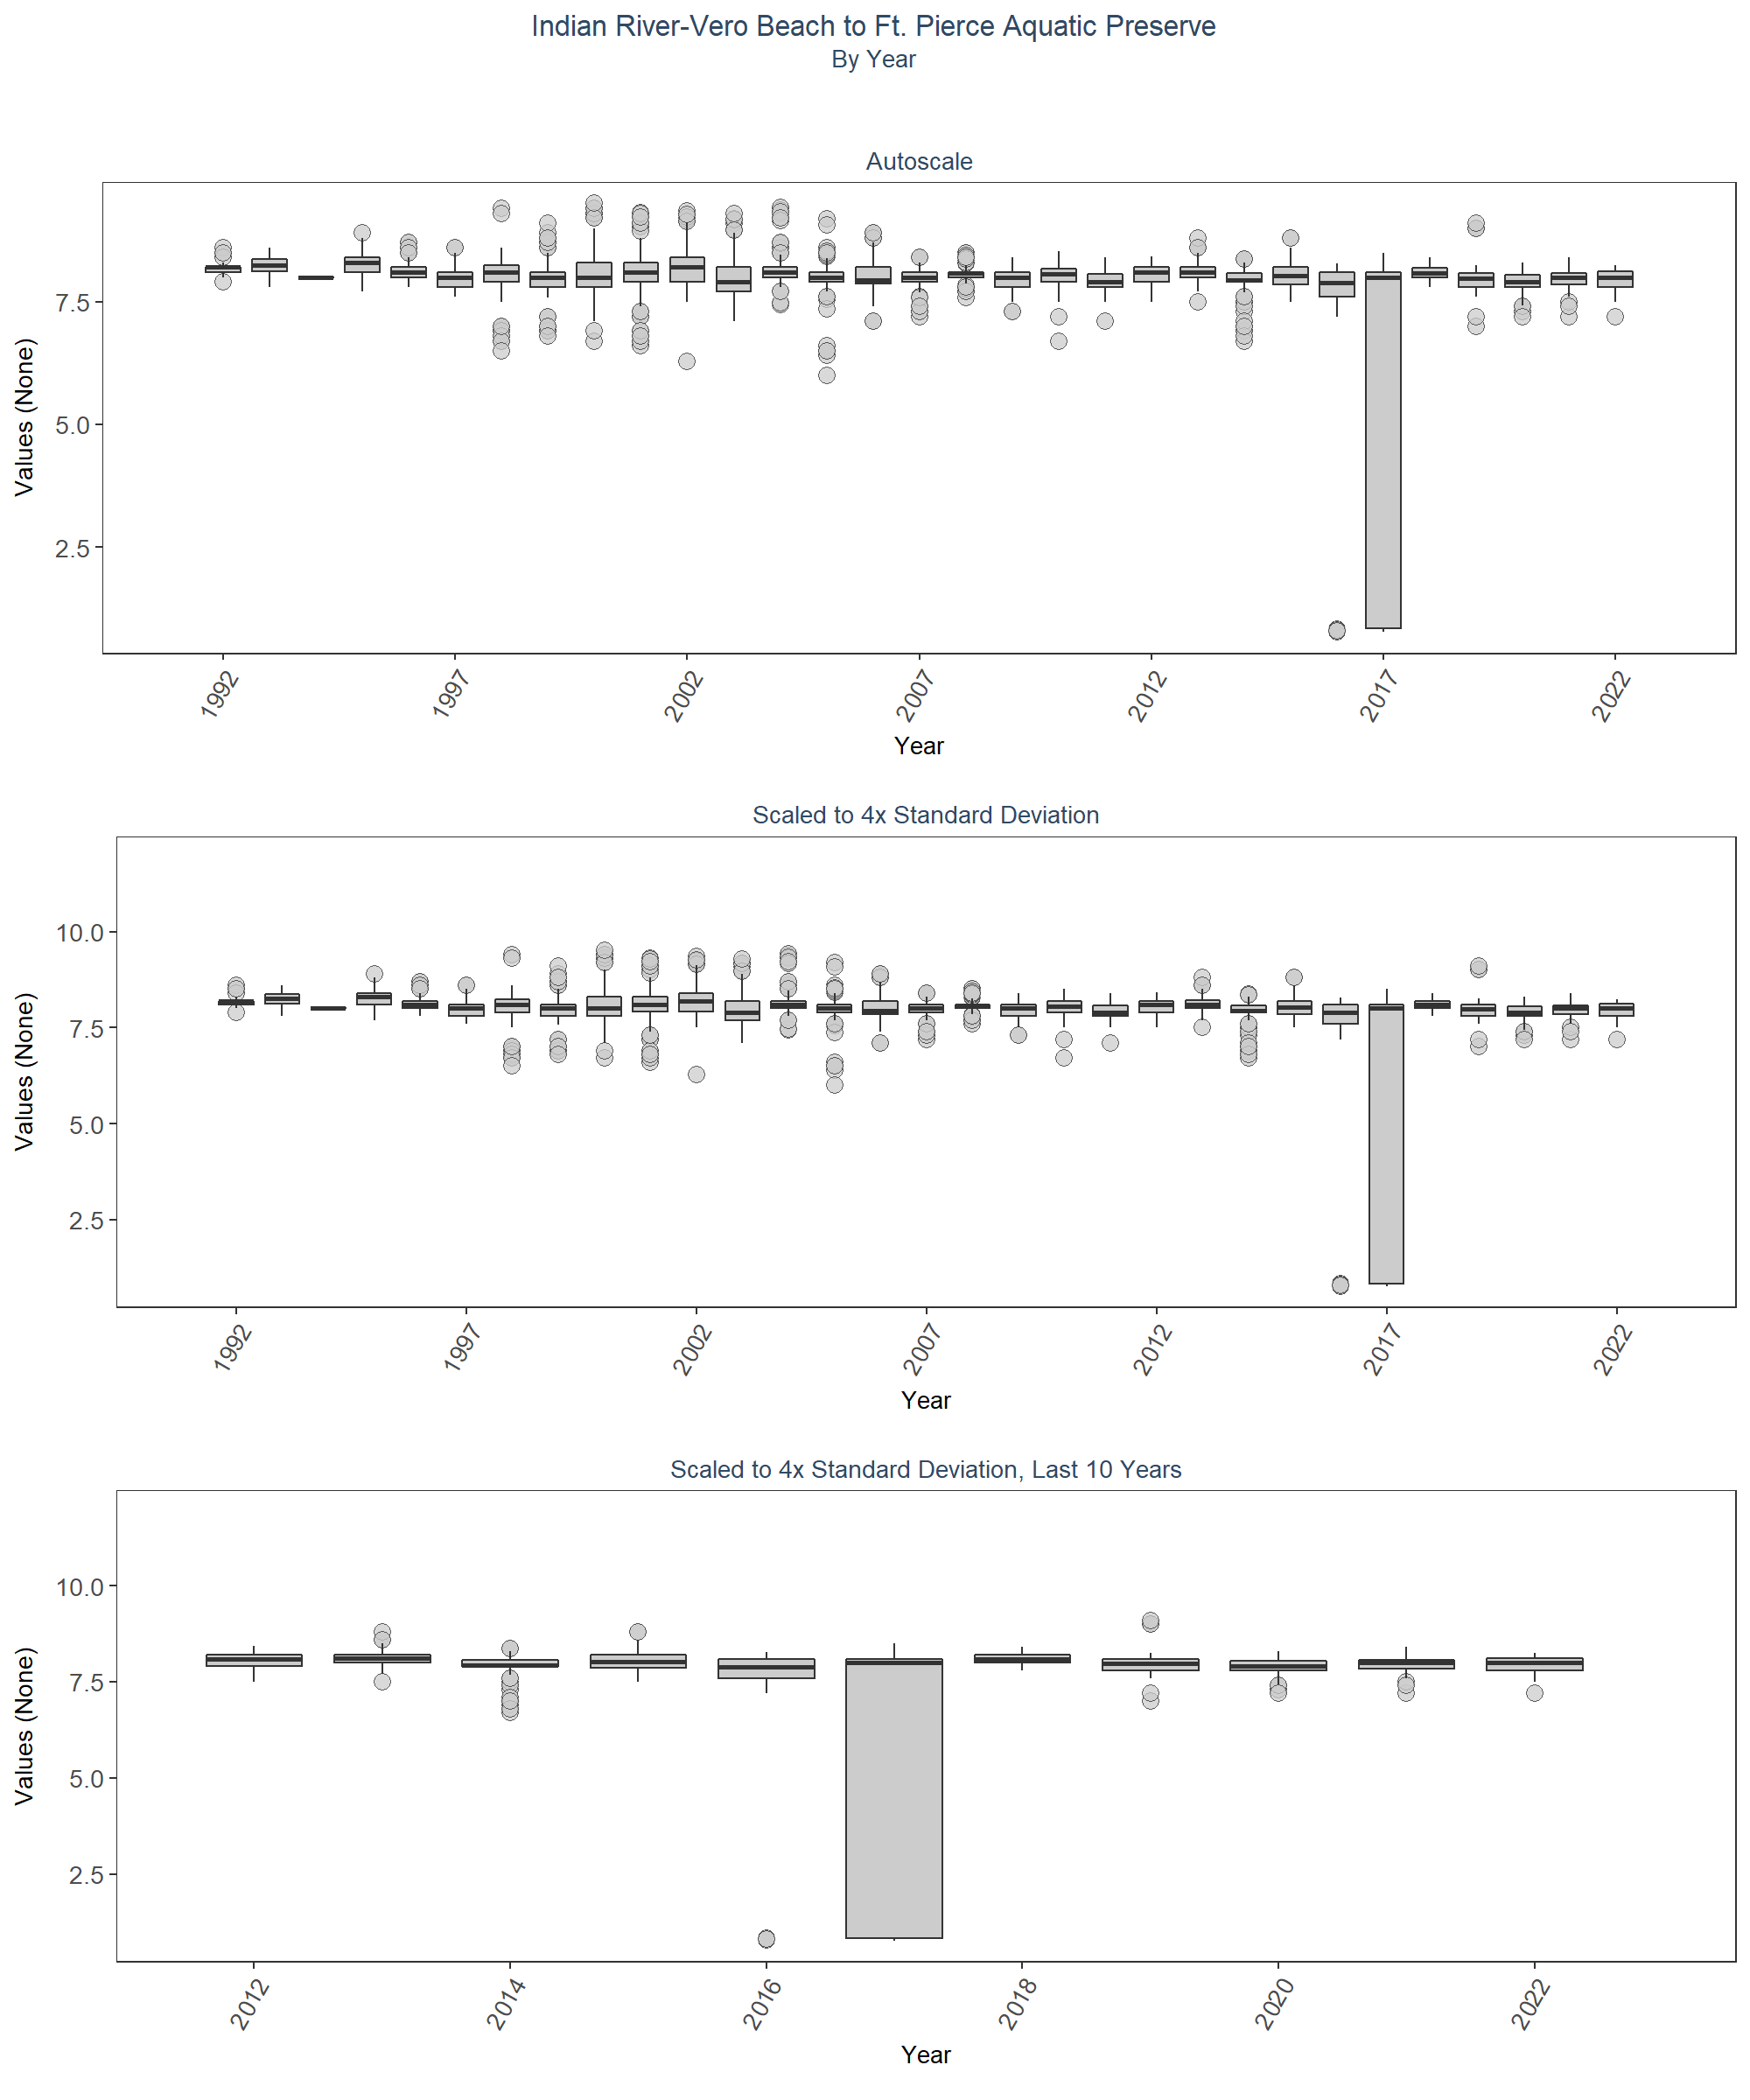 Indian River-Vero Beach to Ft. Pierce Aquatic Preserve
By Year
Autoscale
Values (None)
7.5
5.0
2.5
1992 1997 2002 2007 2012 2017 2022
Year
Scaled to 4x Standard Deviation
Values (None)
10.0
7.5
5.0
2.5
1992 1997 2002 2007 2012 2017 2022
Year
Scaled to 4x Standard Deviation, Last 10 Years
Values (None)
10.0
7.5
5.0
2.5
2012 2014 2016 2018 2020 2022
Year